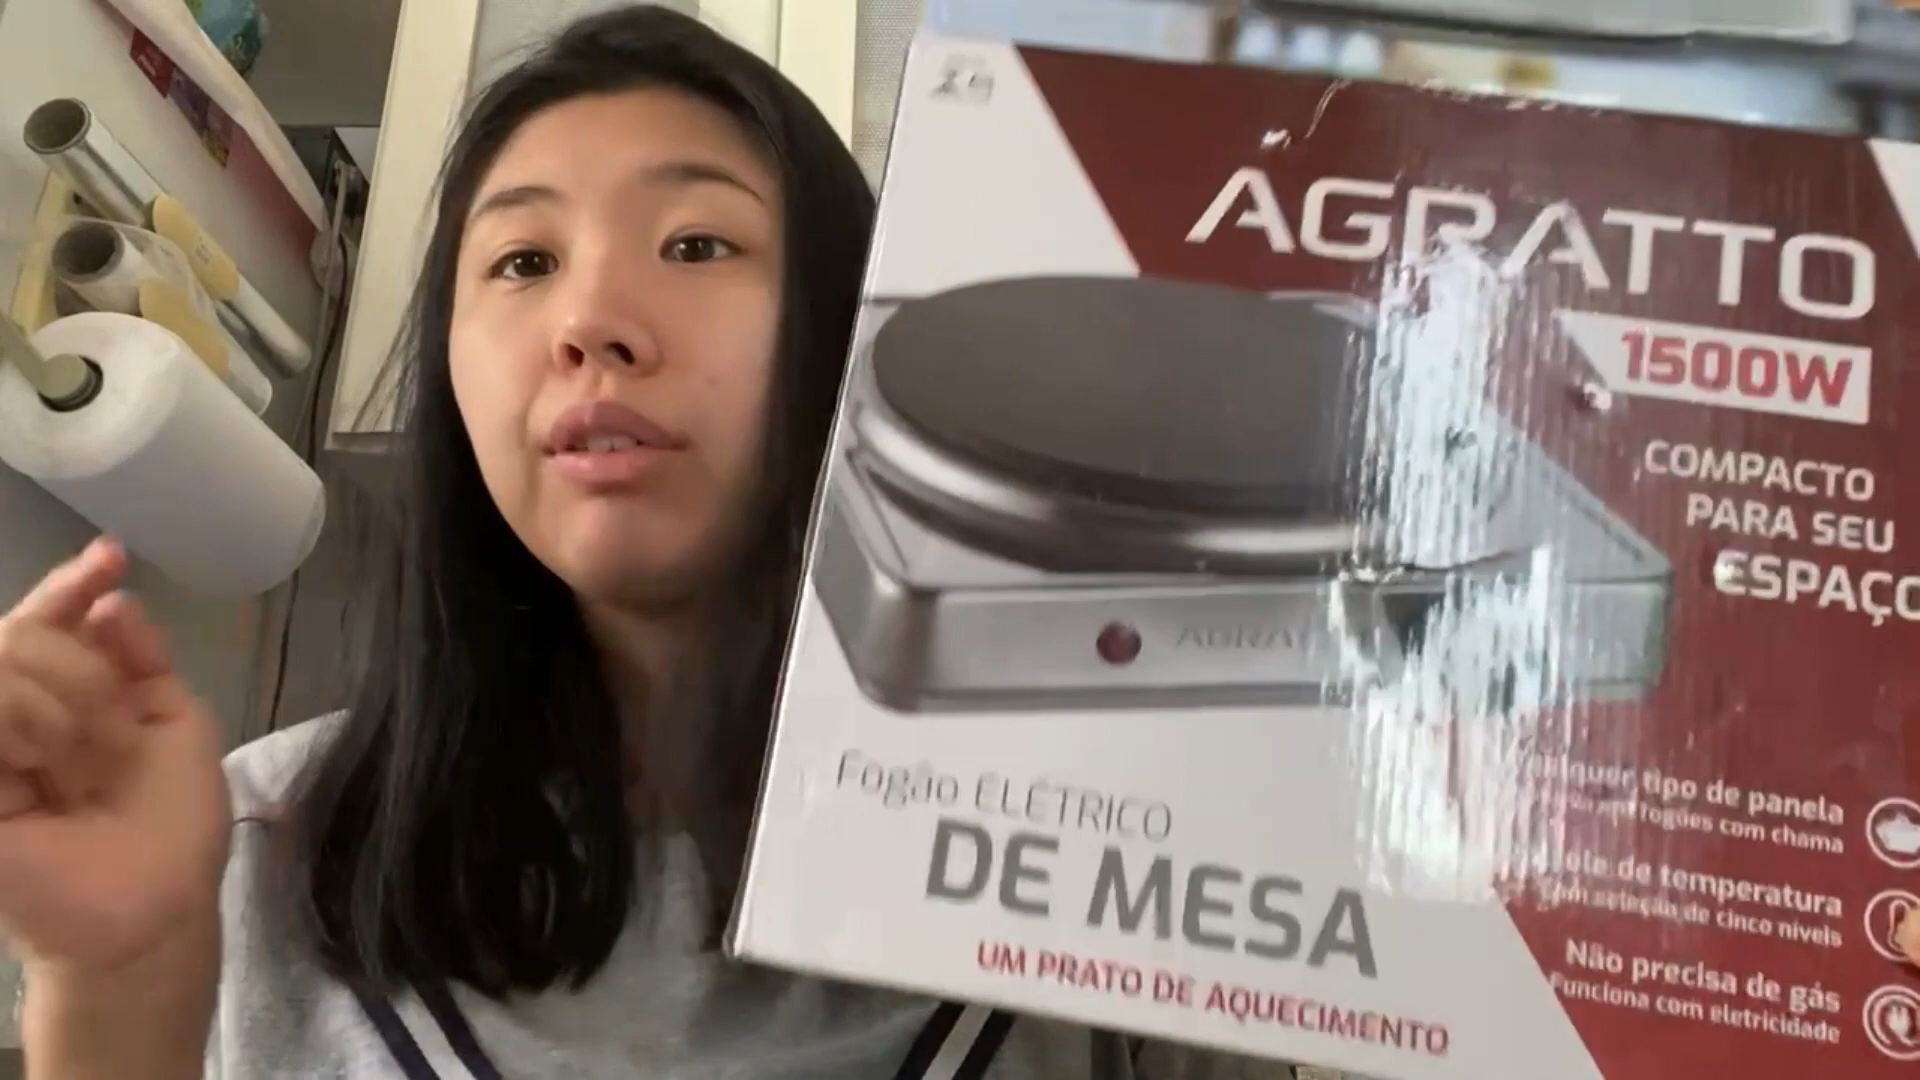 AGRATTO
1500W
COMPACTO
PARA SEU
ESPAÇO
Fogão ELÉTRICO
DE MESA
UM PRATO DE AQUECIMENTO
tipo de panela
fogões com chama
de temperatura
seleção de cinco níveis
Não precisa de gás
Funciona com eletricidade